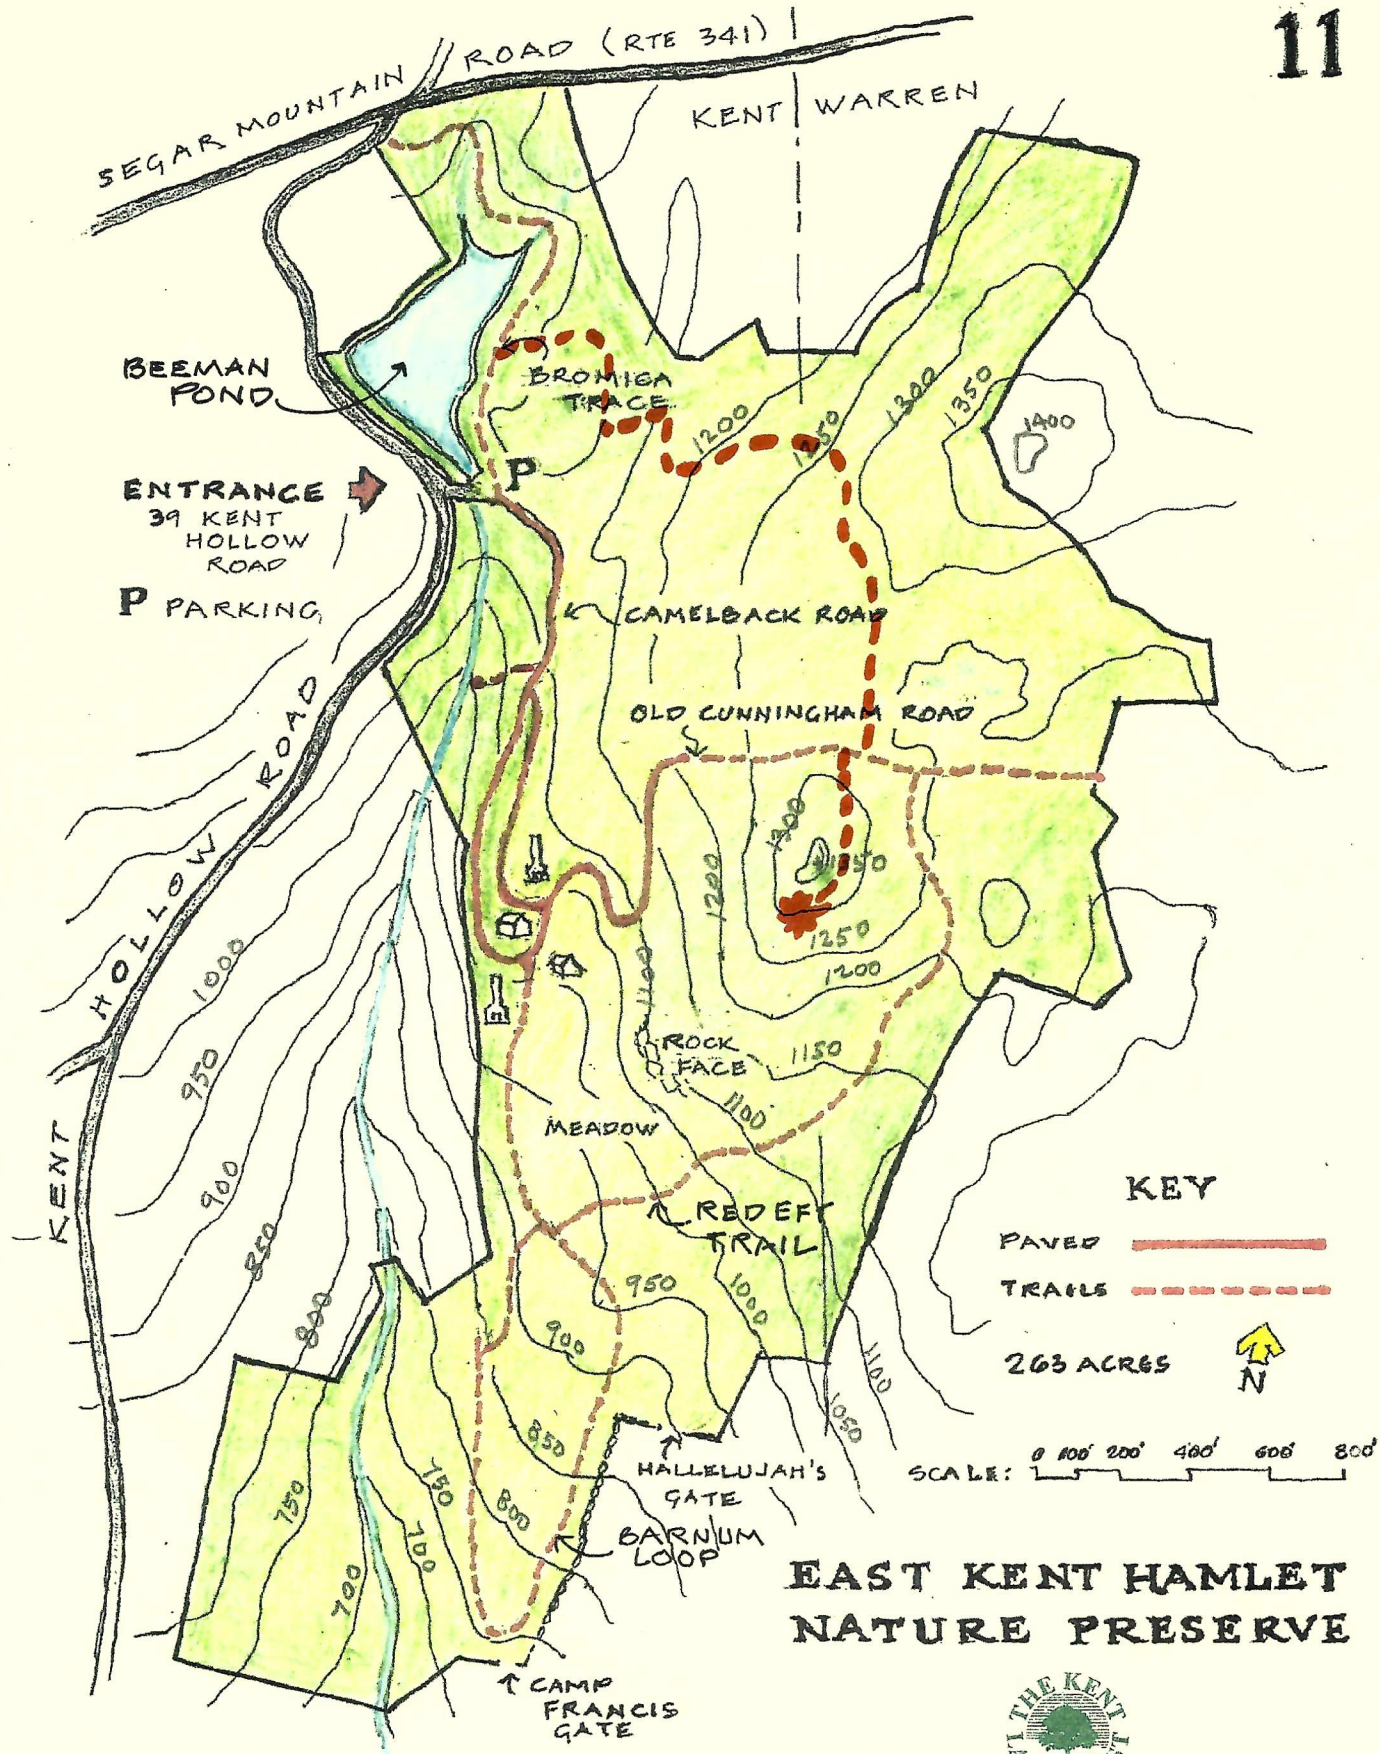 11
SEGAR MOUNTAIN ROAD (RTE 341)
KENT
WARREN
BEEMAN
POND
BROMICA
TRACE
1200
1250
1300
1350
1400
ENTRANCE
39 KENT
HOLLOW
ROAD
P
P PARKING
CAMELBACK ROAD
OLD CUNNINGHAM ROAD
KENT HOLLOW ROAD
1300
1350
1200
1250
1200
1100
ROCK
FACE
1150
1100
MEADOW
1000
950
900
850
800
750
700
REDEFF
TRAIL
950
1000
900
1100
1050
850
800
750
700
KEY
PAVED
TRAILS
263 ACRES
N
SCALE: 0 100' 200' 400' 600' 800'
HALLELUJAH'S
GATE
BARNUM
LOOP
CAMP
FRANCIS
GATE
EAST KENT HAMLET
NATURE PRESERVE
THE KENT